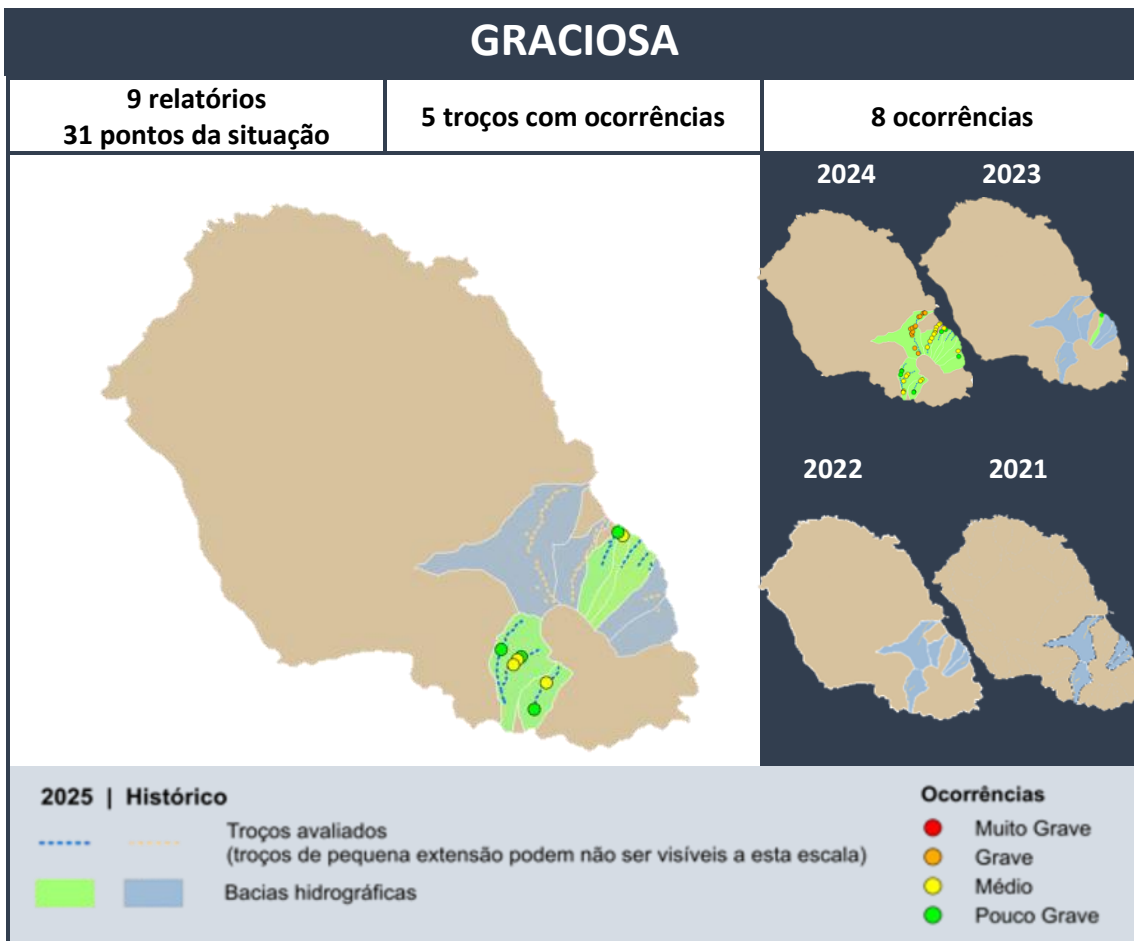 GRACIOSA
9 relatórios
31 pontos da situação
5 troços com ocorrências
8 ocorrências
2024
2023
2022
2021
2025 | Histórico
Troços avaliados
(troços de pequena extensão podem não ser visíveis a esta escala)
Bacias hidrográficas
Ocorrências
Muito Grave
Grave
Médio
Pouco Grave